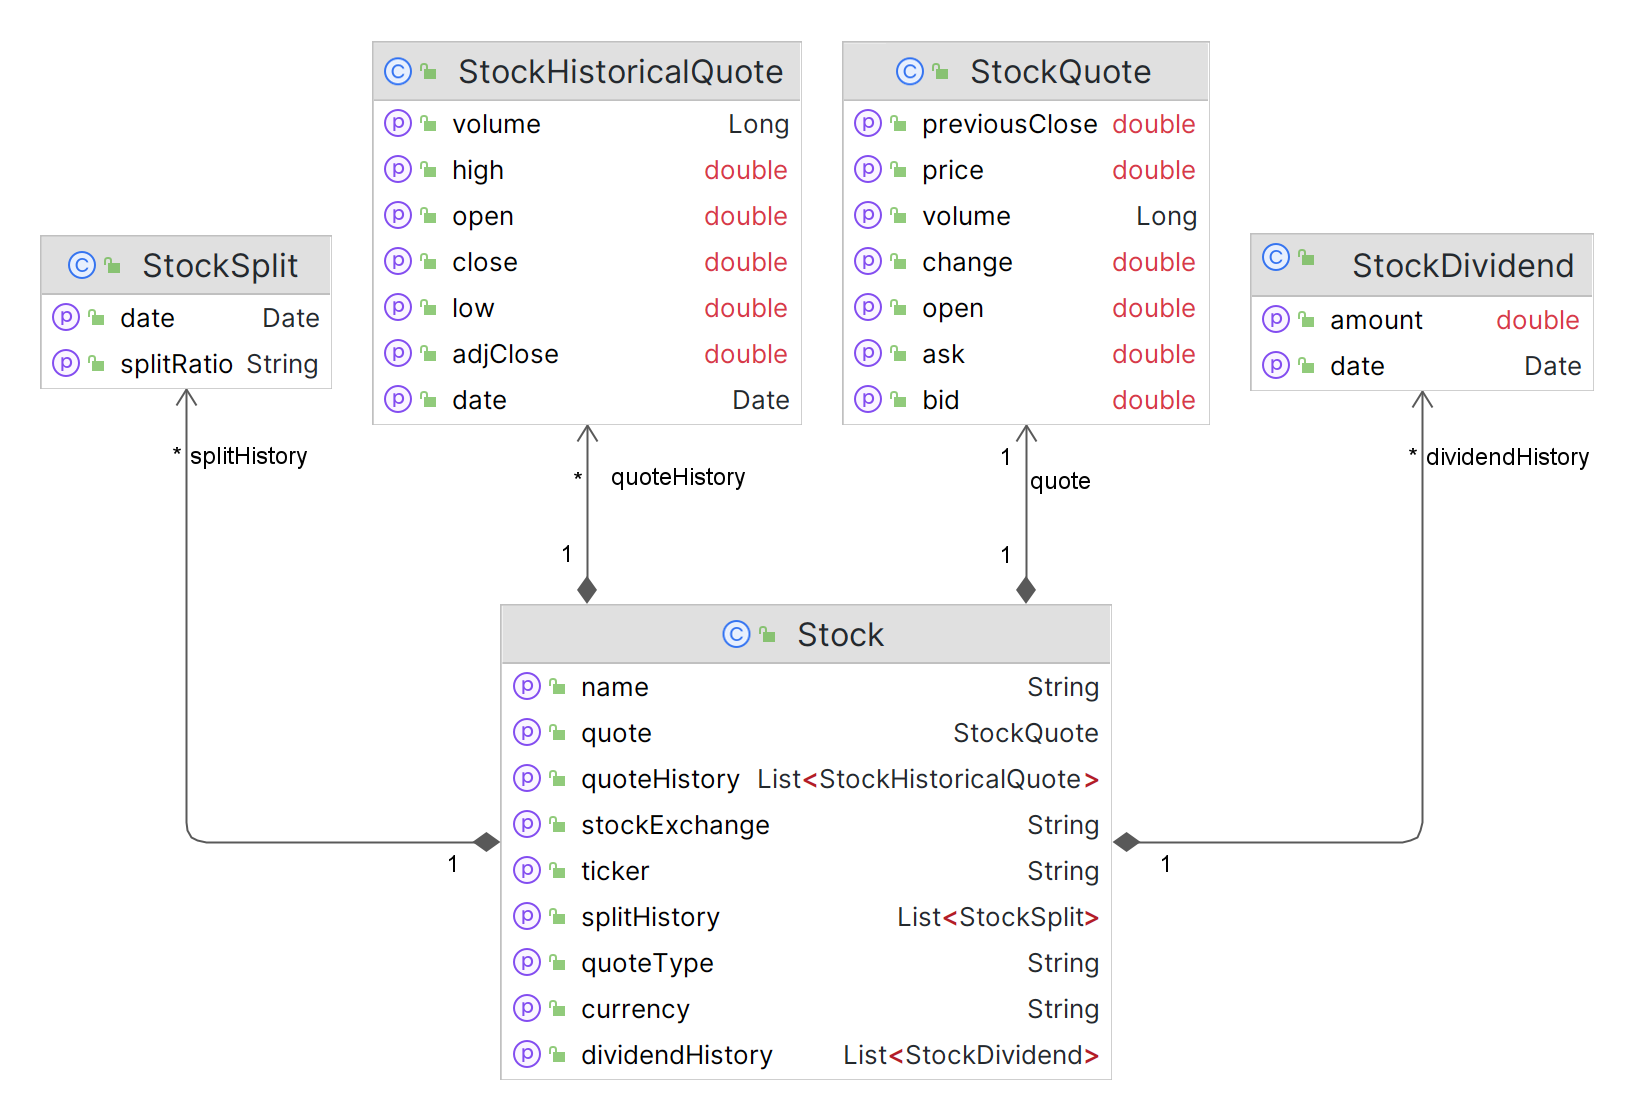 StockHistoricalQuote
volume Long
high double
open double
close double
low double
adjClose double
date Date
StockQuote
previousClose double
price double
volume Long
change double
open double
ask double
bid double
StockSplit
date Date
splitRatio String
StockDividend
amount double
date Date
* splitHistory
* quoteHistory
1
quote
* dividendHistory
1
1
1
1
Stock
name String
quote StockQuote
quoteHistory List<StockHistoricalQuote>
stockExchange String
ticker String
splitHistory List<StockSplit>
quoteType String
currency String
dividendHistory List<StockDividend>